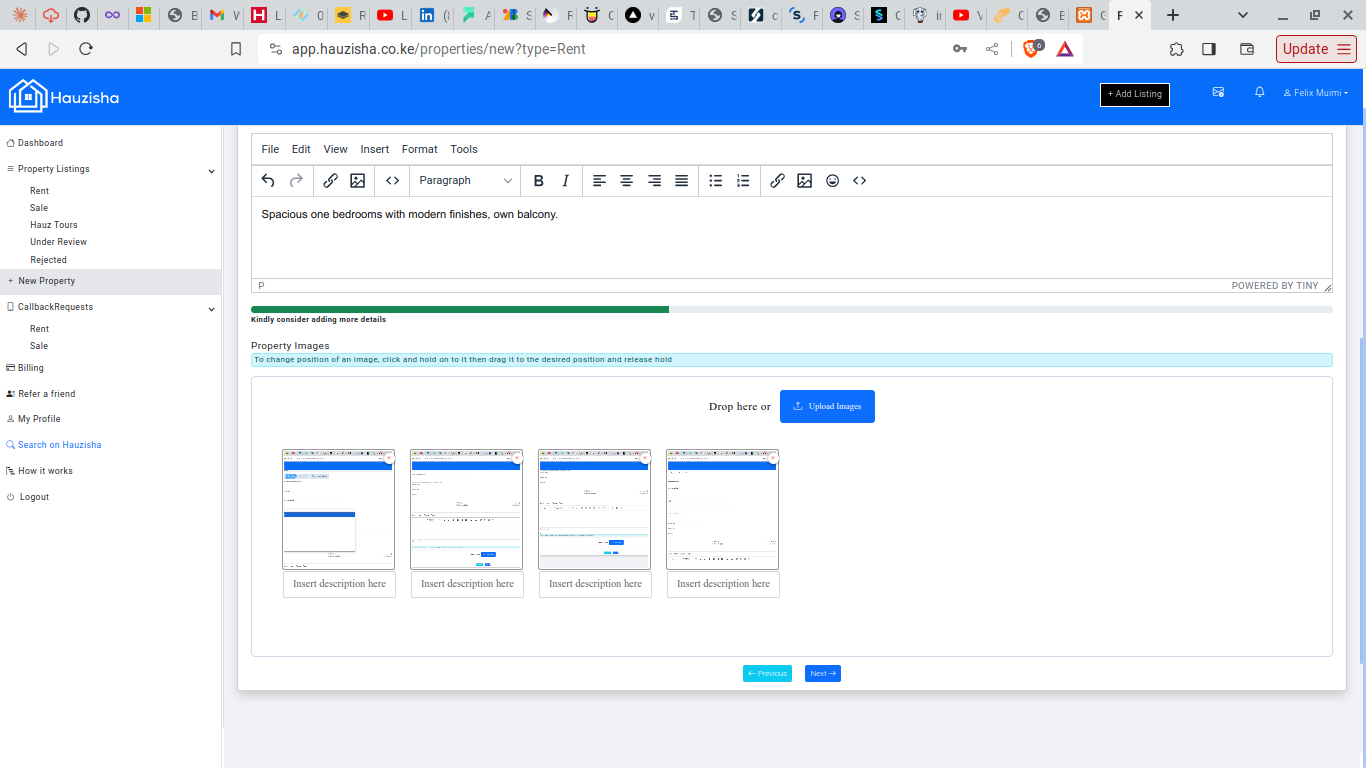 app.hauzisha.co.ke/properties/new?type=Rent
6
Update
Hauzisha
+ Add Listing
Felix Muimi
Dashboard
Property Listings
Rent
Sale
Hauz Tours
Under Review
Rejected
+ New Property
CallbackRequests
Rent
Sale
Billing
Refer a friend
My Profile
Search on Hauzisha
How it works
Logout
File Edit View Insert Format Tools
Paragraph B I
Spacious one bedrooms with modern finishes, own balcony.
P POWERED BY TINY
Kindly consider adding more details
Property Images
To change position of an image, click and hold on to it then drag it to the desired position and release hold
Drop here or Upload Images
Insert description here Insert description here Insert description here Insert description here
← Previous Next →